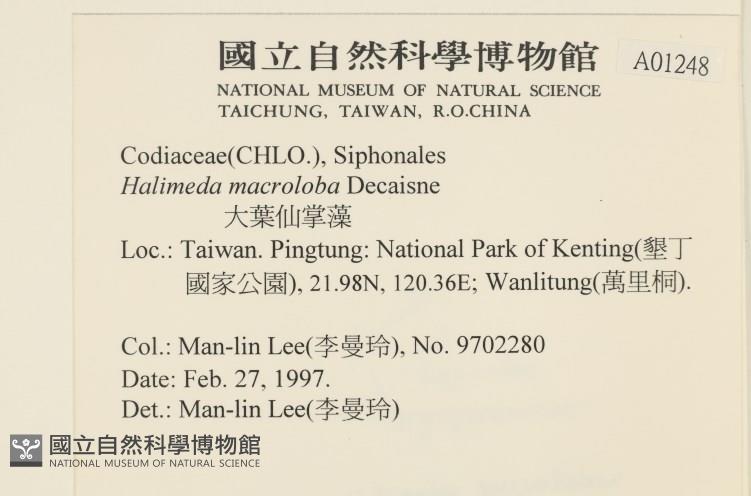 國立自然科學博物館
A01248
NATIONAL MUSEUM OF NATURAL SCIENCE
TAICHUNG, TAIWAN, R.O.CHINA
Codiaceae(CHLO.), Siphonales
Halimeda macroloba Decaisne
大葉仙掌藻
Loc.: Taiwan. Pingtung: National Park of Kenting(墾丁
國家公園), 21.98N, 120.36E; Wanlitung(萬里桐).
Col.: Man-lin Lee(李曼玲), No. 9702280
Date: Feb. 27, 1997.
Det.: Man-lin Lee(李曼玲)
國立自然科學博物館
NATIONAL MUSEUM OF NATURAL SCIENCE